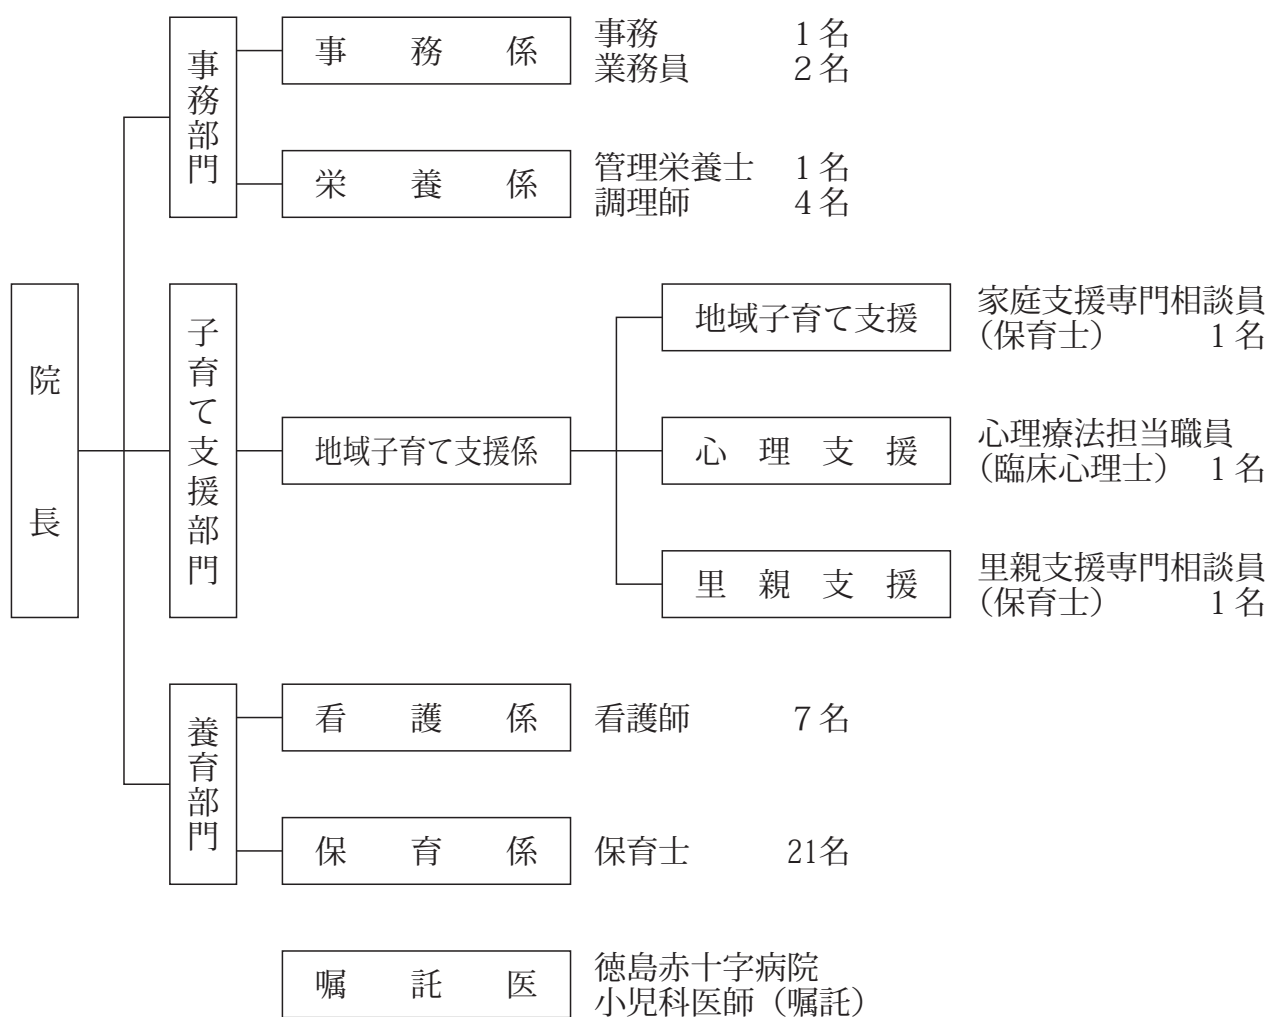 院長
事務部門
事務係
事務 1名
業務員 2名
栄養係
管理栄養士 1名
調理師 4名
子育て支援部門
地域子育て支援係
地域子育て支援
家庭支援専門相談員
（保育士） 1名
心理支援
心理療法担当職員
（臨床心理士） 1名
里親支援
里親支援専門相談員
（保育士） 1名
養育部門
看護係
看護師 7名
保育係
保育士 21名
嘱託医
徳島赤十字病院
小児科医師（嘱託）